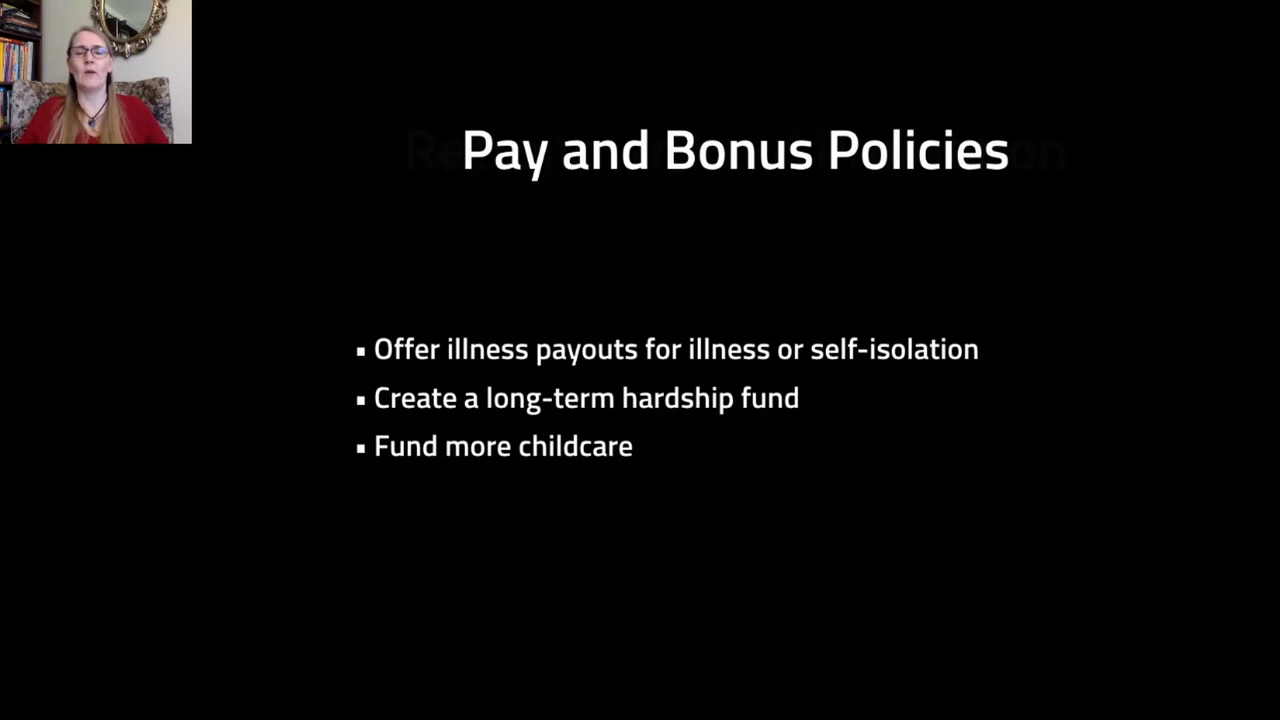 Pay and Bonus Policies
▪ Offer illness payouts for illness or self-isolation
▪ Create a long-term hardship fund
▪ Fund more childcare